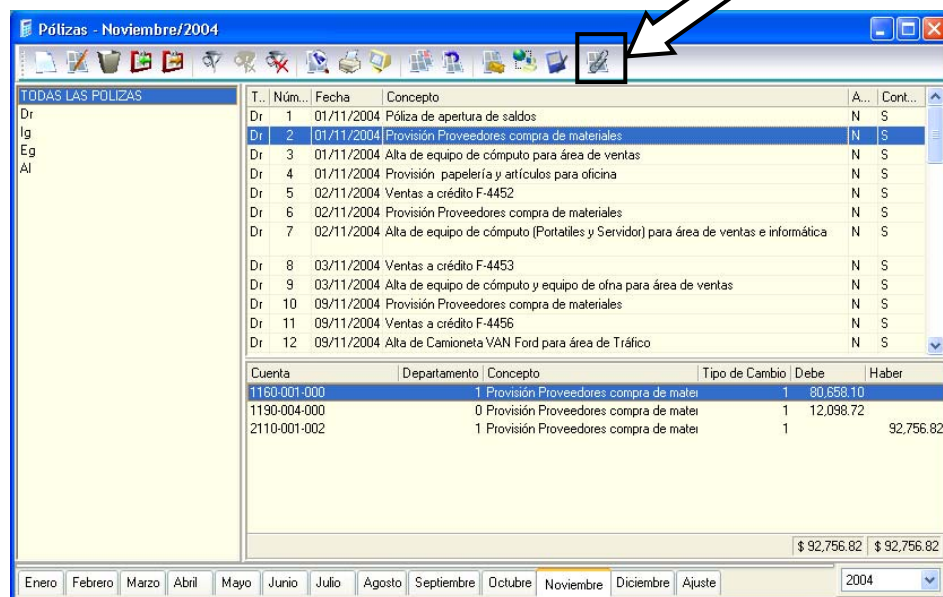 Pólizas - Noviembre/2004
TODAS LAS POLIZAS
Dr
Ig
Eg
Al
T.. Núm... Fecha Concepto A... Cont...
Dr 1 01/11/2004 Póliza de apertura de saldos N S
Dr 2 01/11/2004 Provisión Proveedores compra de materiales N S
Dr 3 01/11/2004 Alta de equipo de cómputo para área de ventas N S
Dr 4 01/11/2004 Provisión papelería y artículos para oficina N S
Dr 5 02/11/2004 Ventas a crédito F-4452 N S
Dr 6 02/11/2004 Provisión Proveedores compra de materiales N S
Dr 7 02/11/2004 Alta de equipo de cómputo (Portatiles y Servidor) para área de ventas e informática N S
Dr 8 03/11/2004 Ventas a crédito F-4453 N S
Dr 9 03/11/2004 Alta de equipo de cómputo y equipo de ofna para área de ventas N S
Dr 10 09/11/2004 Provisión Proveedores compra de materiales N S
Dr 11 09/11/2004 Ventas a crédito F-4456 N S
Dr 12 09/11/2004 Alta de Camioneta VAN Ford para área de Tráfico N S
Cuenta Departamento Concepto Tipo de Cambio Debe Haber
1160-001-000 1 Provisión Proveedores compra de mater 1 80,658.10
1190-004-000 0 Provisión Proveedores compra de mater 1 12,098.72
2110-001-002 1 Provisión Proveedores compra de mater 1 92,756.82
$ 92,756.82 $ 92,756.82
Enero Febrero Marzo Abril Mayo Junio Julio Agosto Septiembre Octubre Noviembre Diciembre Ajuste 2004